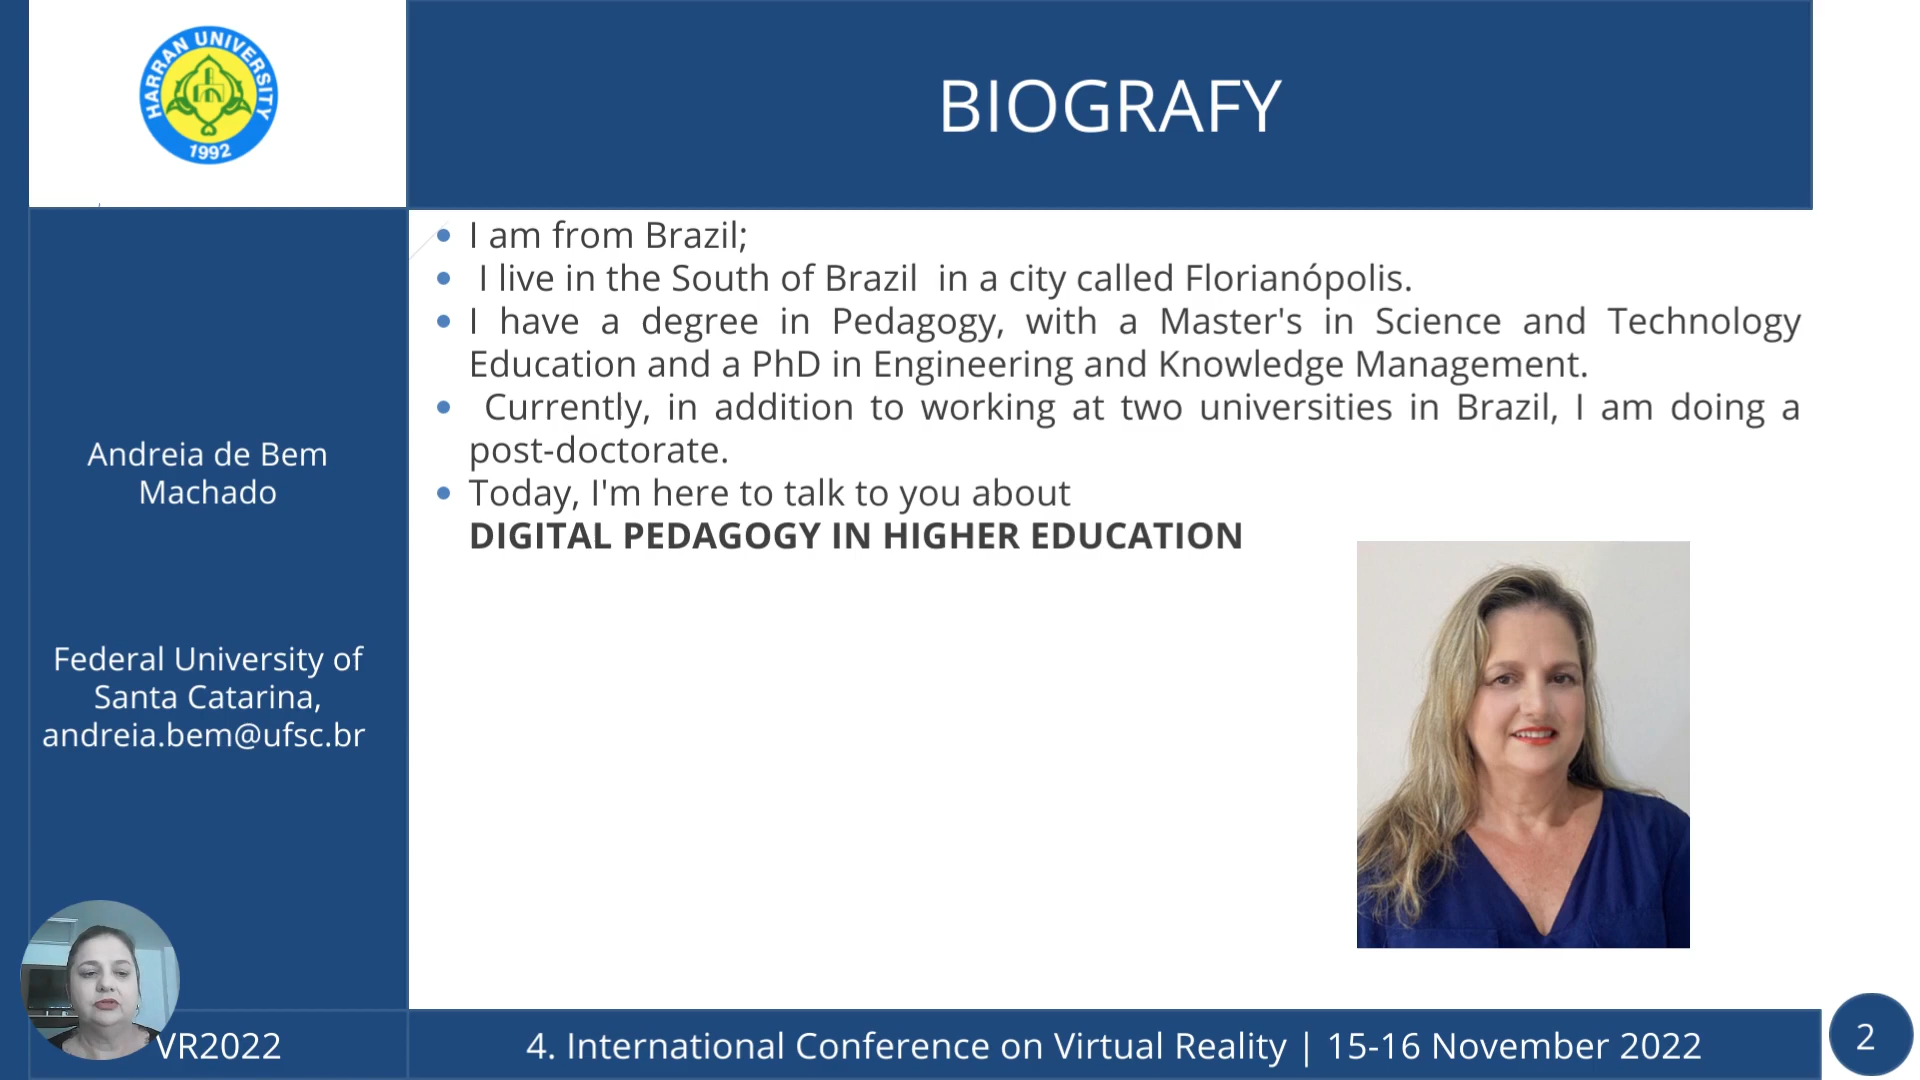 HARRAN UNIVERSITY
1992
BIOGRAFY
I am from Brazil;
I live in the South of Brazil in a city called Florianópolis.
I have a degree in Pedagogy, with a Master's in Science and Technology
Education and a PhD in Engineering and Knowledge Management.
Currently, in addition to working at two universities in Brazil, I am doing a
post-doctorate.
Today, I'm here to talk to you about
DIGITAL PEDAGOGY IN HIGHER EDUCATION
Andreia de Bem
Machado
Federal University of
Santa Catarina,
andreia.bem@ufsc.br
VR2022
4. International Conference on Virtual Reality | 15-16 November 2022
2